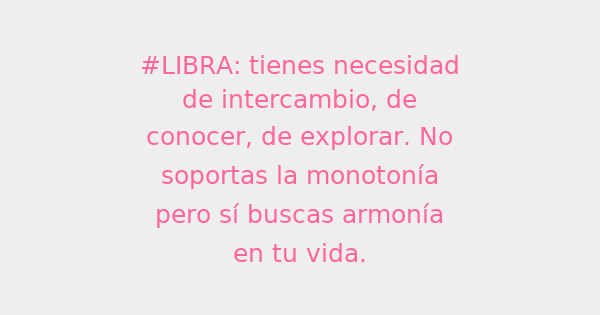 #LIBRA: tienes necesidad
de intercambio, de
conocer, de explorar. No
soportas la monotonía
pero sí buscas armonía
en tu vida.